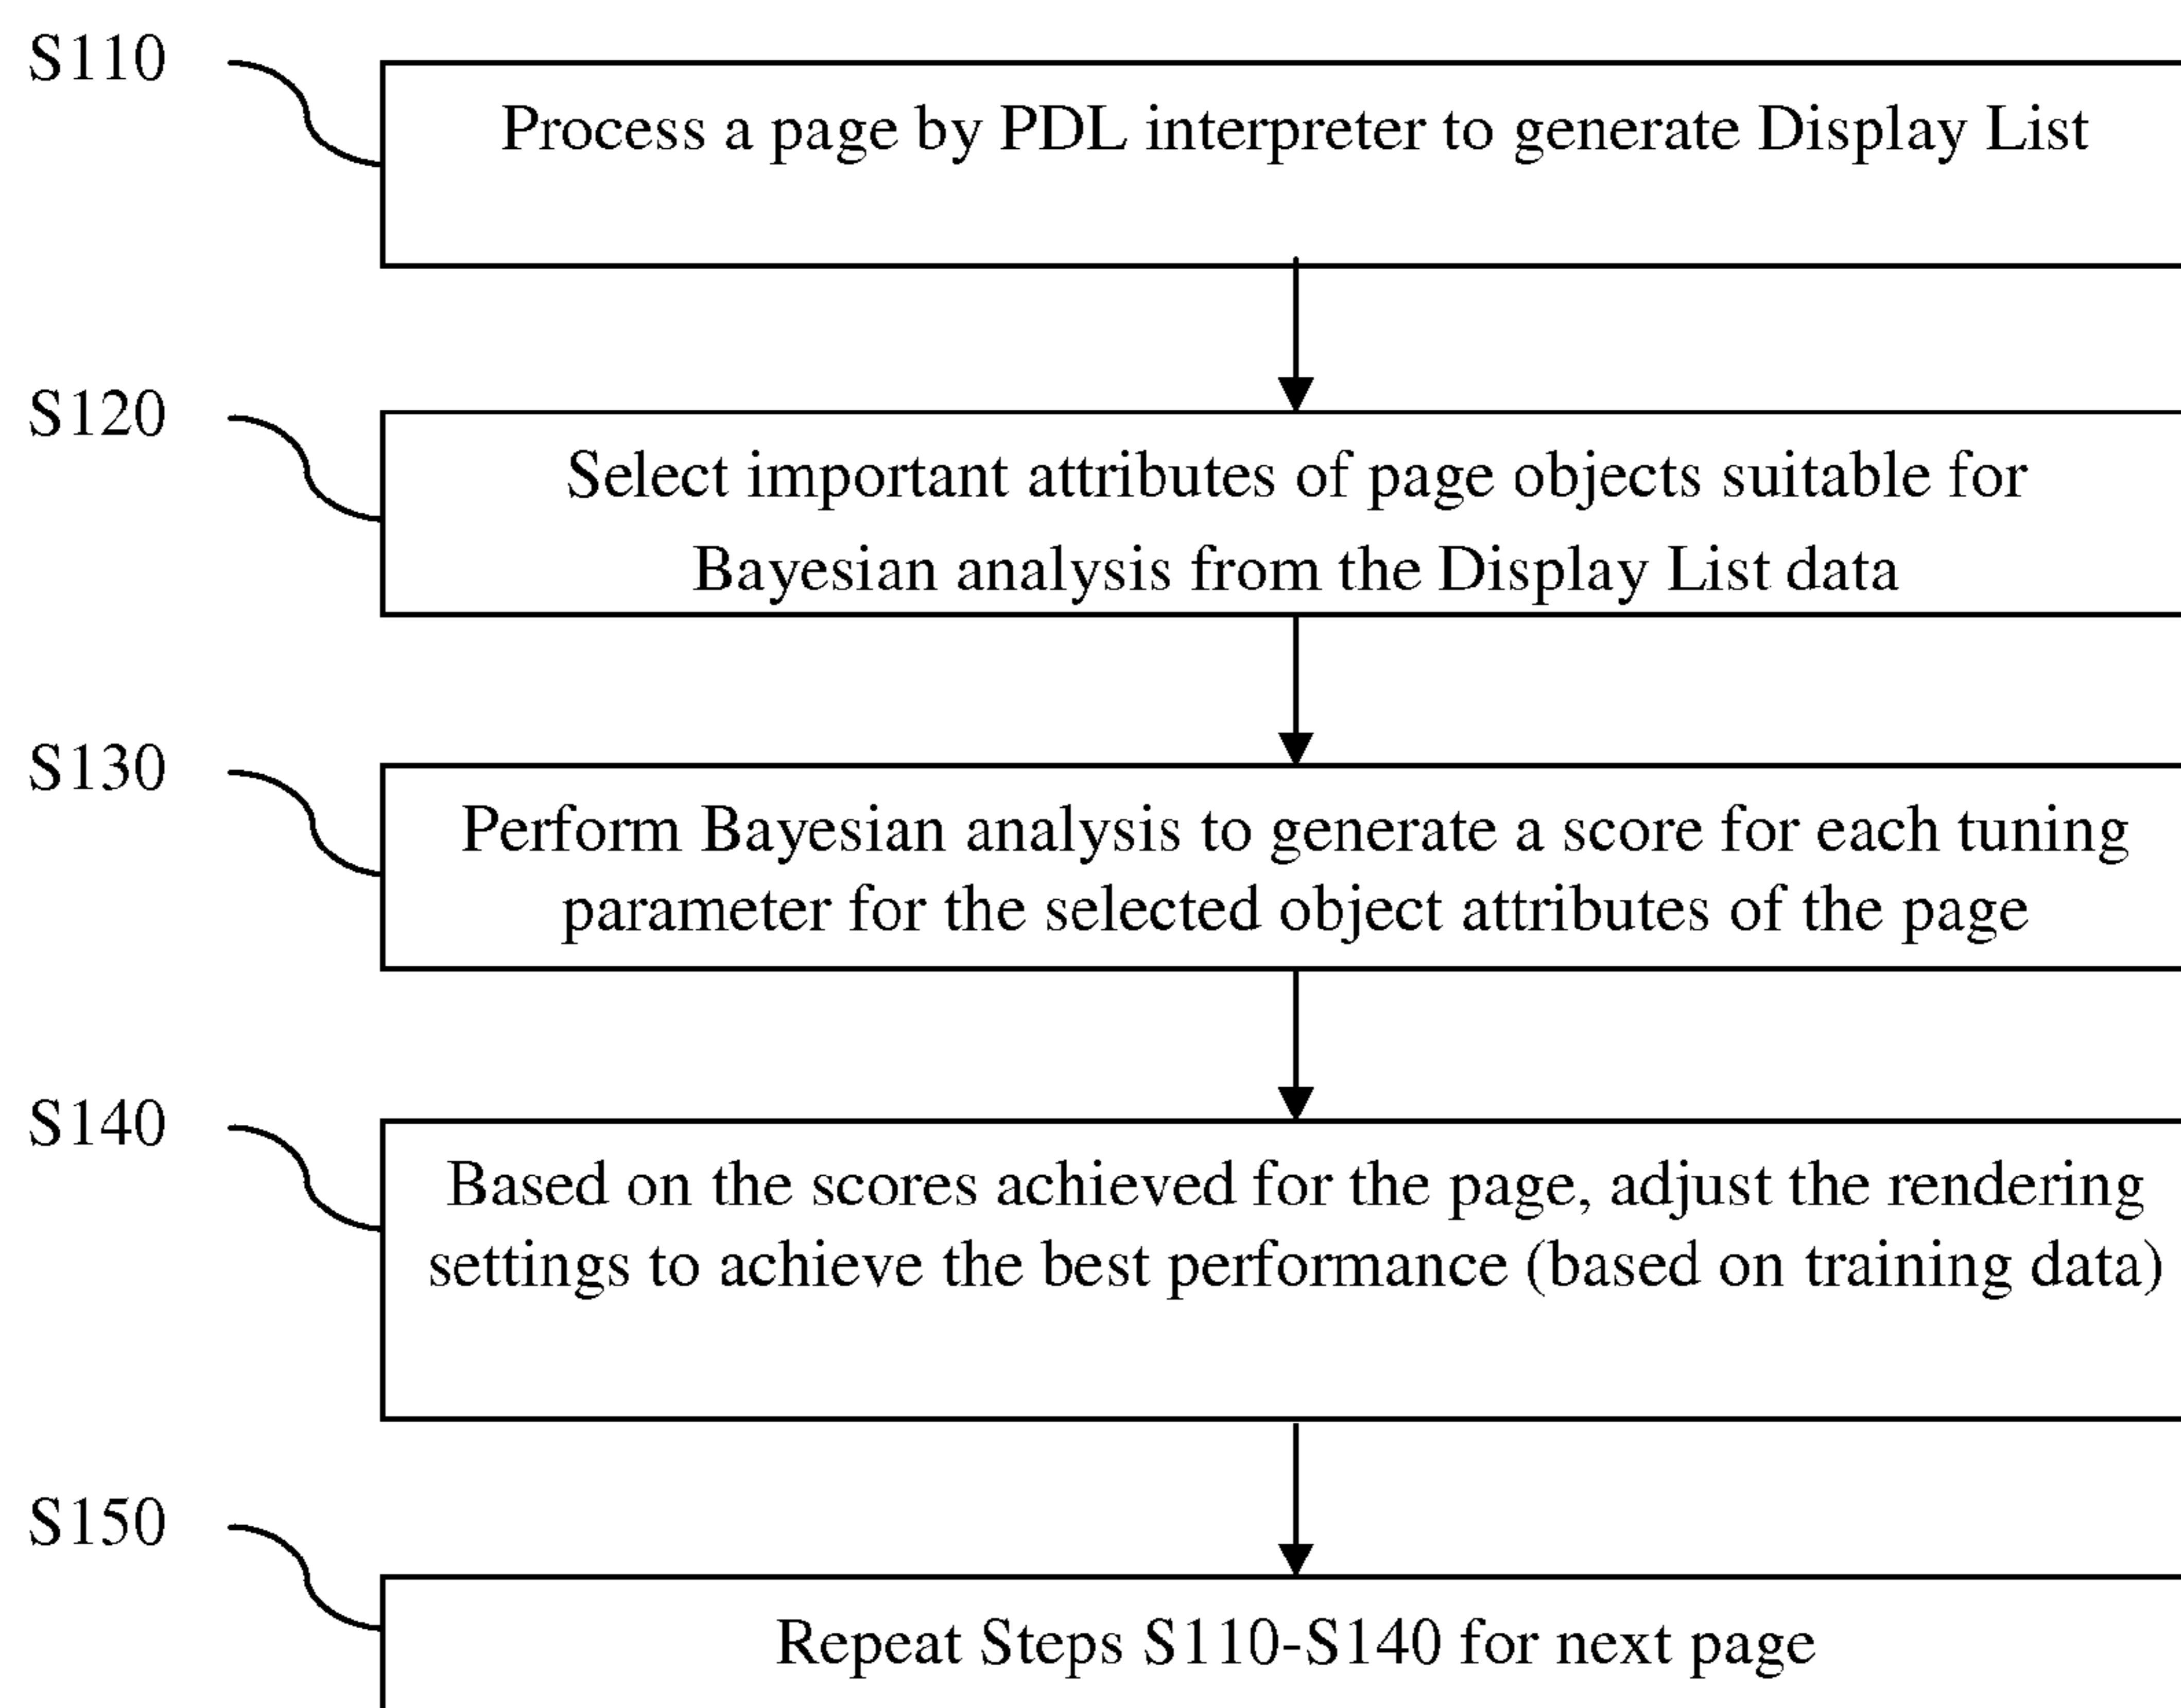 S110
Process a page by PDL interpreter to generate Display List
S120
Select important attributes of page objects suitable for
Bayesian analysis from the Display List data
S130
Perform Bayesian analysis to generate a score for each tuning
parameter for the selected object attributes of the page
S140
Based on the scores achieved for the page, adjust the rendering
settings to achieve the best performance (based on training data)
S150
Repeat Steps S110-S140 for next page